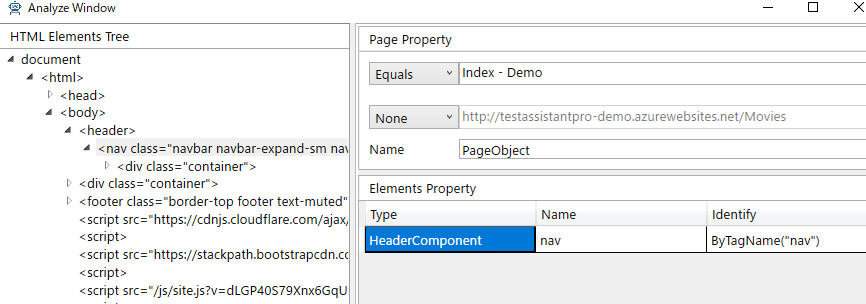 Analyze Window
HTML Elements Tree
document
<html>
<head>
<body>
<header>
<nav class="navbar navbar-expand-sm nav
<div class="container">
<div class="container">
<footer class="border-top footer text-muted"
<script src="https://cdnjs.cloudflare.com/ajax/
<script>
<script src="https://stackpath.bootstrapcdn.cc
<script>
<script src="/js/site.js?v=dLGP40S79Xnx6GqU
Page Property
Equals Index - Demo
None http://testassistantpro-demo.azurewebsites.net/Movies
Name PageObject
Elements Property
Type Name Identify
HeaderComponent nav ByTagName("nav")